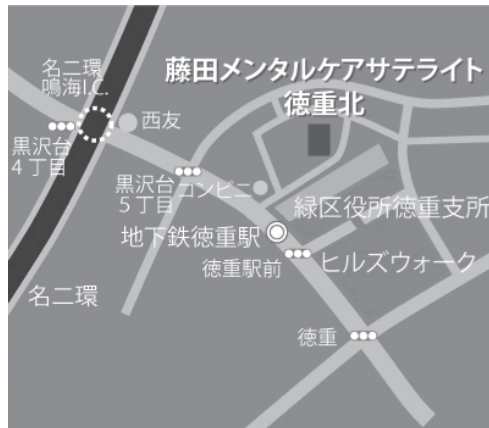 名二環
鳴海I.C.
藤田メンタルケアサテライト
徳重北
西友
黒沢台
4丁目
黒沢台
5丁目
コンビニ
緑区役所徳重支所
地下鉄徳重駅
徳重駅前
ヒルズウォーク
名二環
徳重